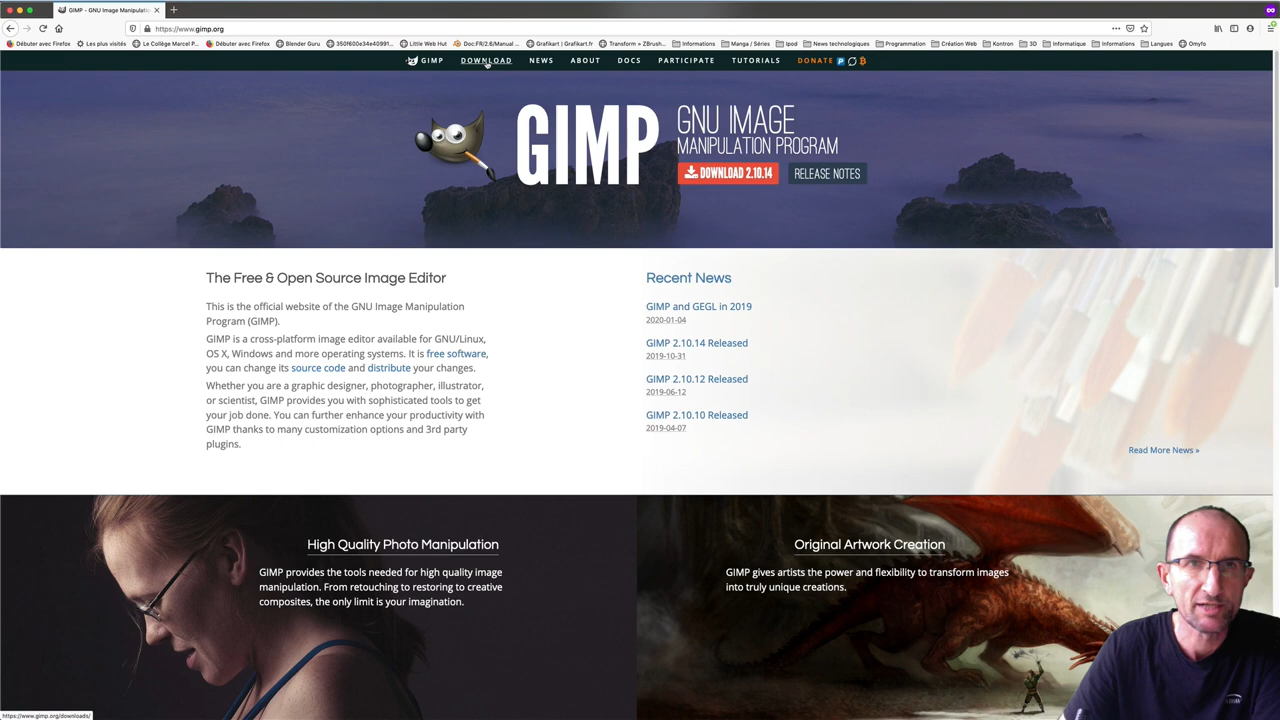 GIMP - GNU Image Manipulatio
https://www.gimp.org
Débuter avec Firefox
Les plus visités
Le Collège Marcel P...
Débuter avec Firefox
Blender Guru
350f600e34e40991...
Little Web Hut
Doc:FR/2.6/Manual ...
Grafikart | Grafikart.fr
Transform » ZBrush...
Informations
Manga / Séries
Ipod
News technologiques
Programmation
Création Web
Kontron
3D
Informatique
Informations
Langues
Omyfo
GIMP
DOWNLOAD
NEWS
ABOUT
DOCS
PARTICIPATE
TUTORIALS
DONATE
GIMP
GNU IMAGE
MANIPULATION PROGRAM
DOWNLOAD 2.10.14
RELEASE NOTES
The Free & Open Source Image Editor
This is the official website of the GNU Image Manipulation
Program (GIMP).
GIMP is a cross-platform image editor available for GNU/Linux,
OS X, Windows and more operating systems. It is free software,
you can change its source code and distribute your changes.
Whether you are a graphic designer, photographer, illustrator,
or scientist, GIMP provides you with sophisticated tools to get
your job done. You can further enhance your productivity with
GIMP thanks to many customization options and 3rd party
plugins.
Recent News
GIMP and GEGL in 2019
2020-01-04
GIMP 2.10.14 Released
2019-10-31
GIMP 2.10.12 Released
2019-06-12
GIMP 2.10.10 Released
2019-04-07
Read More News »
High Quality Photo Manipulation
GIMP provides the tools needed for high quality image
manipulation. From retouching to restoring to creative
composites, the only limit is your imagination.
Original Artwork Creation
GIMP gives artists the power and flexibility to transform images
into truly unique creations.
https://www.gimp.org/downloads/